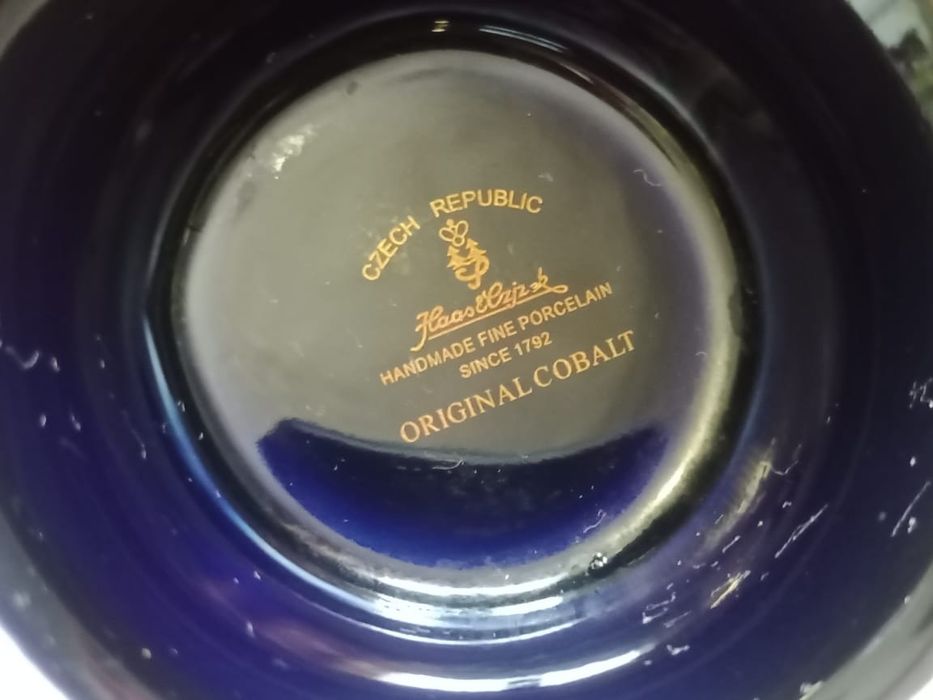 CZECH REPUBLIC
Haas & Czjzek
HANDMADE FINE PORCELAIN
SINCE 1792
ORIGINAL COBALT